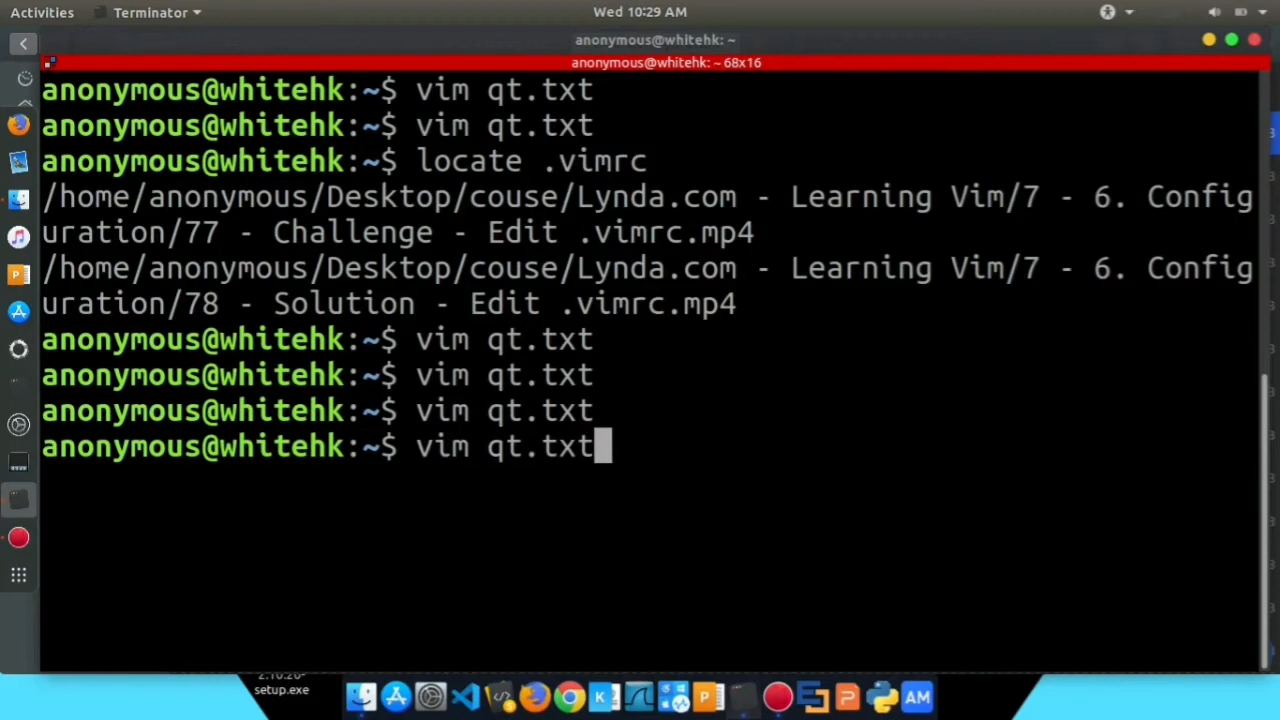 Activities
Terminator
Wed 10:29 AM
anonymous@whitehk: ~
anonymous@whitehk: ~ 68x16
anonymous@whitehk:~$ vim qt.txt
anonymous@whitehk:~$ vim qt.txt
anonymous@whitehk:~$ locate .vimrc
/home/anonymous/Desktop/couse/Lynda.com - Learning Vim/7 - 6. Config
uration/77 - Challenge - Edit .vimrc.mp4
/home/anonymous/Desktop/couse/Lynda.com - Learning Vim/7 - 6. Config
uration/78 - Solution - Edit .vimrc.mp4
anonymous@whitehk:~$ vim qt.txt
anonymous@whitehk:~$ vim qt.txt
anonymous@whitehk:~$ vim qt.txt
anonymous@whitehk:~$ vim qt.txt
setup.exe
AM